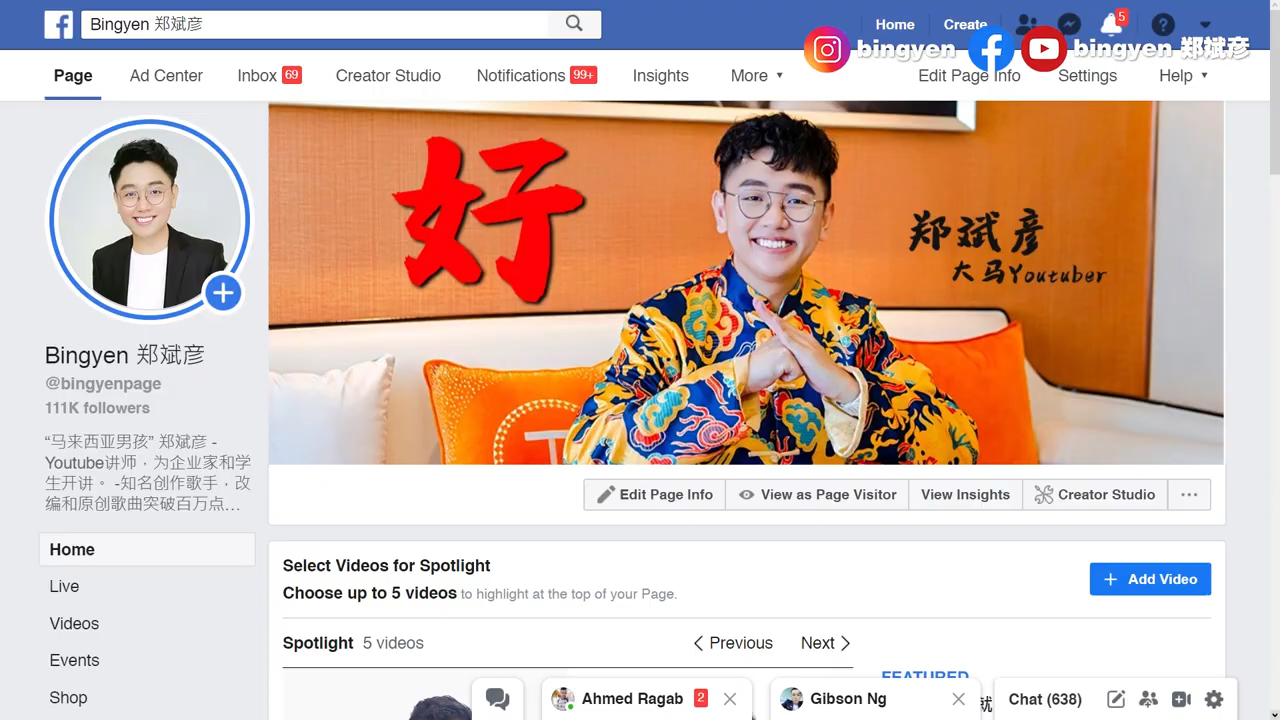 Bingyen 郑斌彦
Home
Create
5
bingyen
bingyen 郑斌彦
Page
Ad Center
Inbox 69
Creator Studio
Notifications 99+
Insights
More
Edit Page Info
Settings
Help
好
郑斌彦
大马Youtuber
Bingyen 郑斌彦
@bingyenpage
111K followers
“马来西亚男孩” 郑斌彦 -
Youtube讲师，为企业家和学
生开讲。 -知名创作歌手，改
编和原创歌曲突破百万点…
Edit Page Info
View as Page Visitor
View Insights
Creator Studio
Home
Live
Videos
Events
Shop
Select Videos for Spotlight
Choose up to 5 videos to highlight at the top of your Page.
Add Video
Spotlight 5 videos
Previous
Next
FEATURED
就
Ahmed Ragab 2
Gibson Ng
Chat (638)